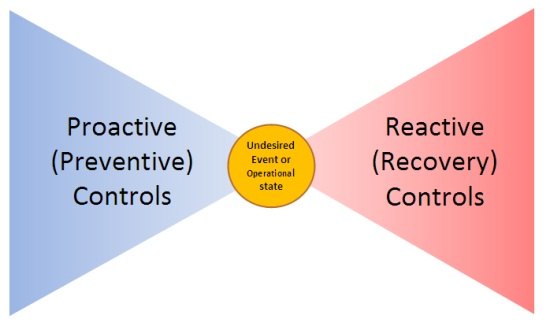 Proactive
(Preventive)
Controls
Undesired
Event or
Operational
state
Reactive
(Recovery)
Controls